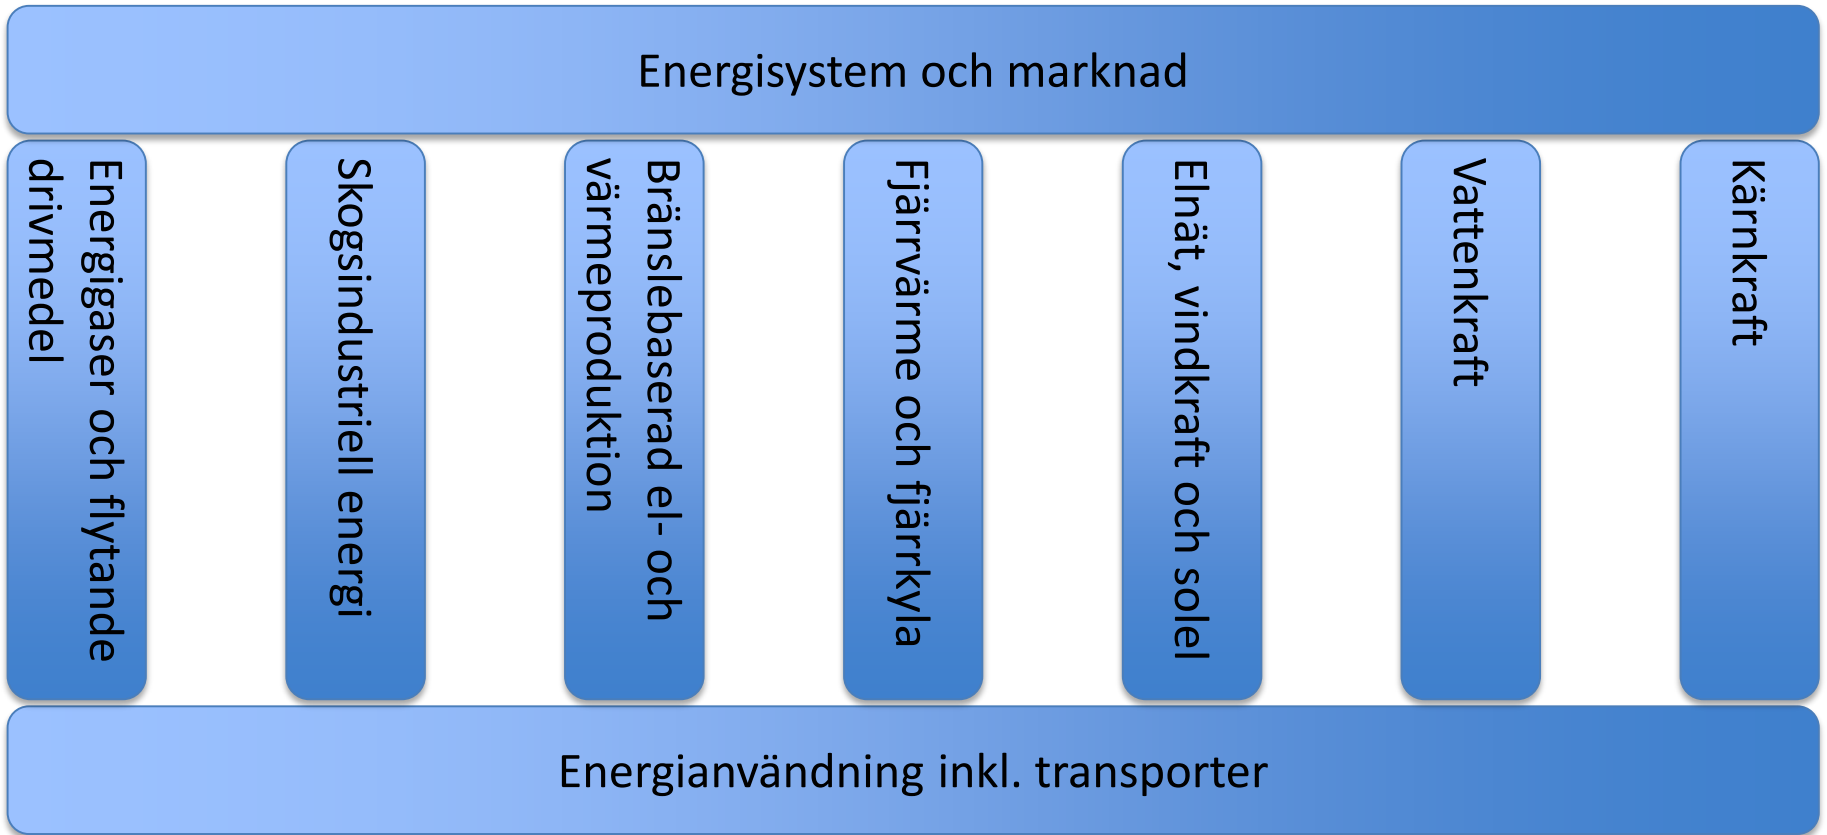 Energisystem och marknad
Energigaser och flytande
drivmedel
Skogsindustriell energi
Bränslebaserad el- och
värmeproduktion
Fjärrvärme och fjärrkyla
Elnät, vindkraft och solel
Vattenkraft
Kärnkraft
Energianvändning inkl. transporter